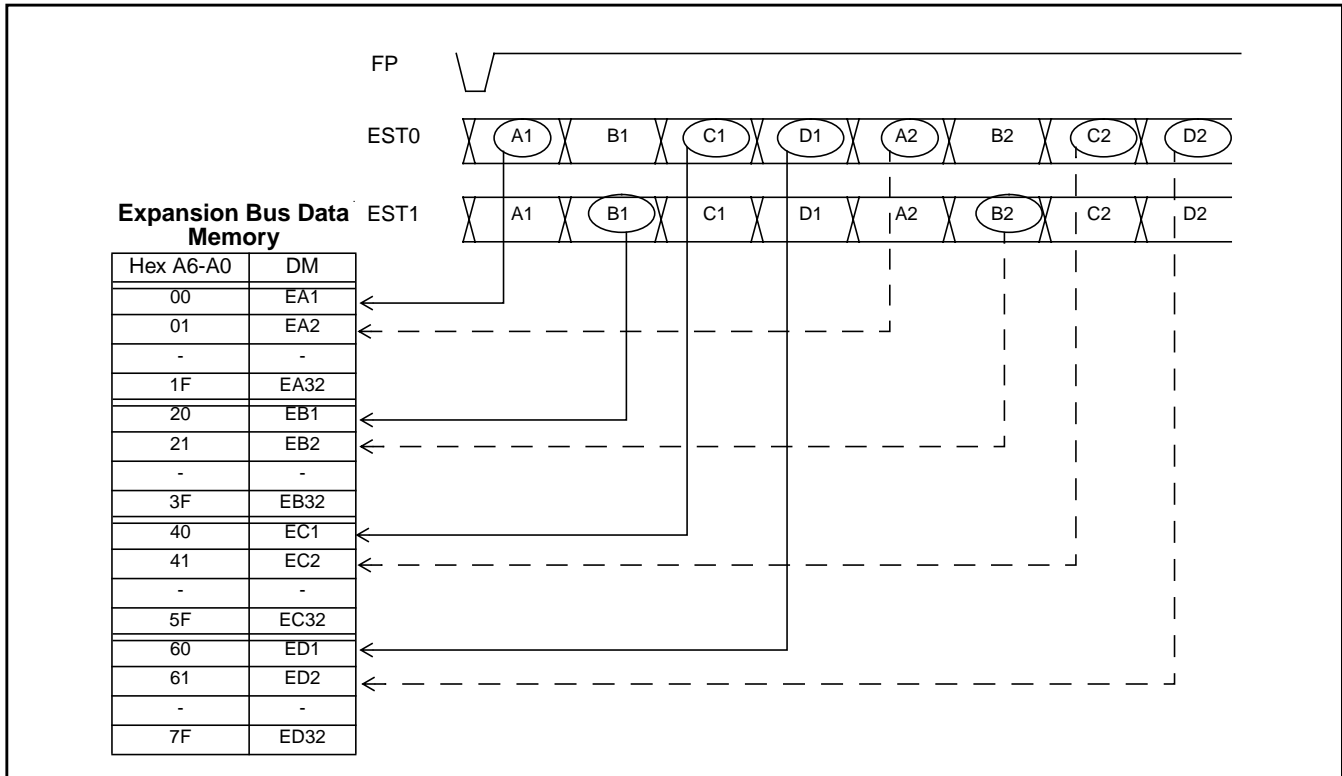 FP
EST0 A1 B1 C1 D1 A2 B2 C2 D2
EST1 A1 B1 C1 D1 A2 B2 C2 D2
Expansion Bus Data
Memory
Hex A6-A0 DM
00 EA1
01 EA2
- -
1F EA32
20 EB1
21 EB2
- -
3F EB32
40 EC1
41 EC2
- -
5F EC32
60 ED1
61 ED2
- -
7F ED32